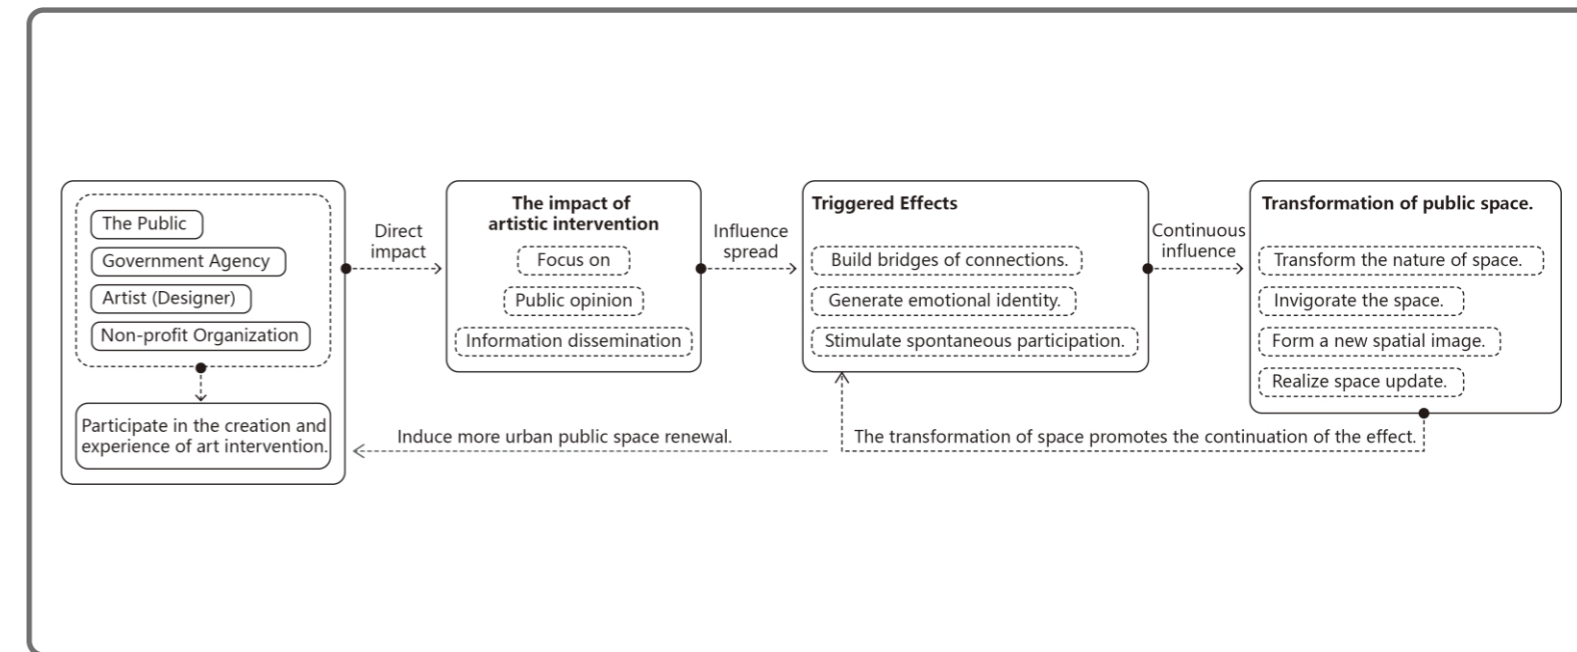 The Public
Government Agency
Artist (Designer)
Non-profit Organization
Participate in the creation and
experience of art intervention.
Direct
impact
The impact of
artistic intervention
Focus on
Public opinion
Information dissemination
Influence
spread
Triggered Effects
Build bridges of connections.
Generate emotional identity.
Stimulate spontaneous participation.
Continuous
influence
Transformation of public space.
Transform the nature of space.
Invigorate the space.
Form a new spatial image.
Realize space update.
Induce more urban public space renewal.
The transformation of space promotes the continuation of the effect.